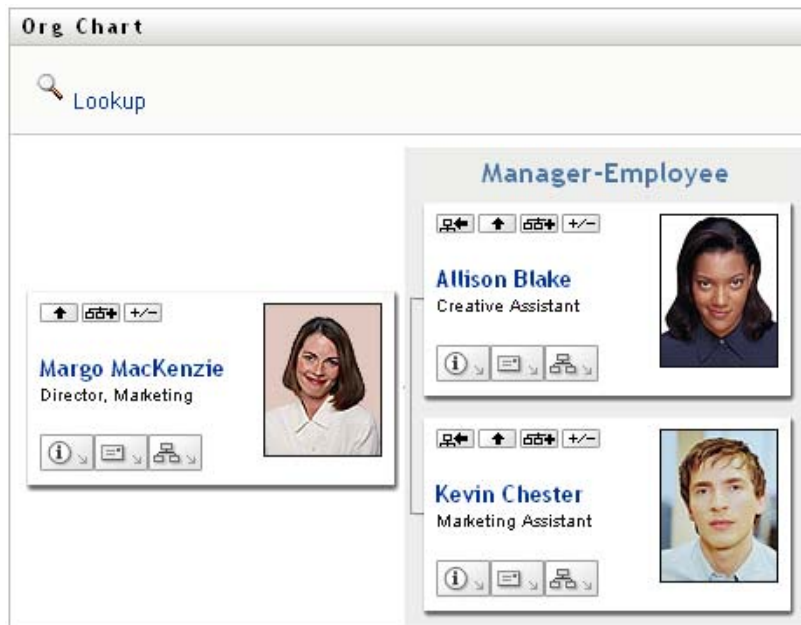 Org Chart
Lookup
Manager-Employee
+/-
Allison Blake
Creative Assistant
+/-
Margo MacKenzie
Director, Marketing
+/-
Kevin Chester
Marketing Assistant